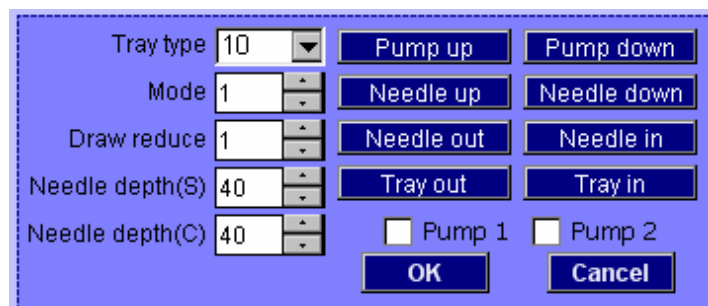 Tray type 10 Pump up Pump down
Mode 1 Needle up Needle down
Draw reduce 1 Needle out Needle in
Needle depth(S) 40 Tray out Tray in
Needle depth(C) 40 Pump 1 Pump 2
OK Cancel